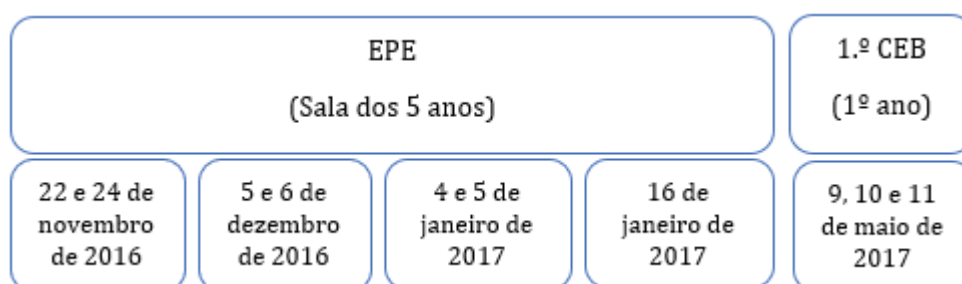 EPE
(Sala dos 5 anos)
1.º CEB
(1º ano)
22 e 24 de
novembro
de 2016
5 e 6 de
dezembro
de 2016
4 e 5 de
janeiro de
2017
16 de
janeiro de
2017
9, 10 e 11
de maio de
2017